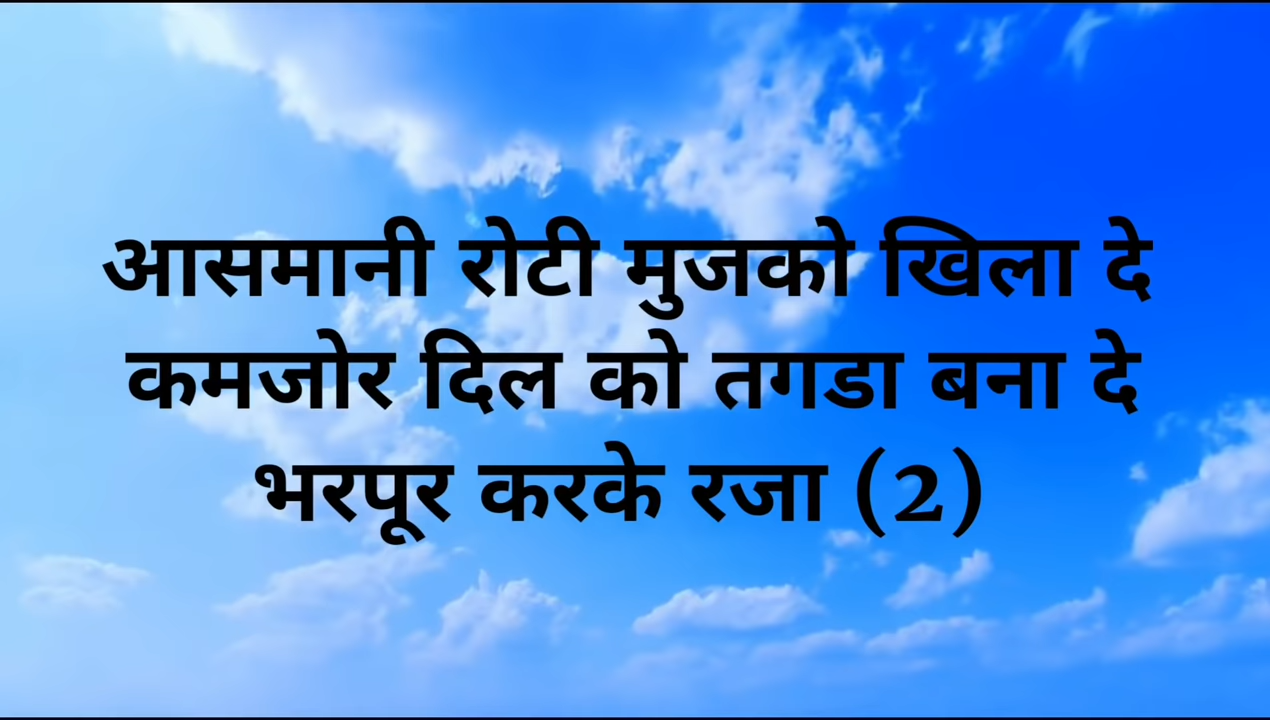 आसमानी रोटी मुजको खिला दे
कमजोर दिल को तगडा बना दे
भरपूर करके रजा (2)